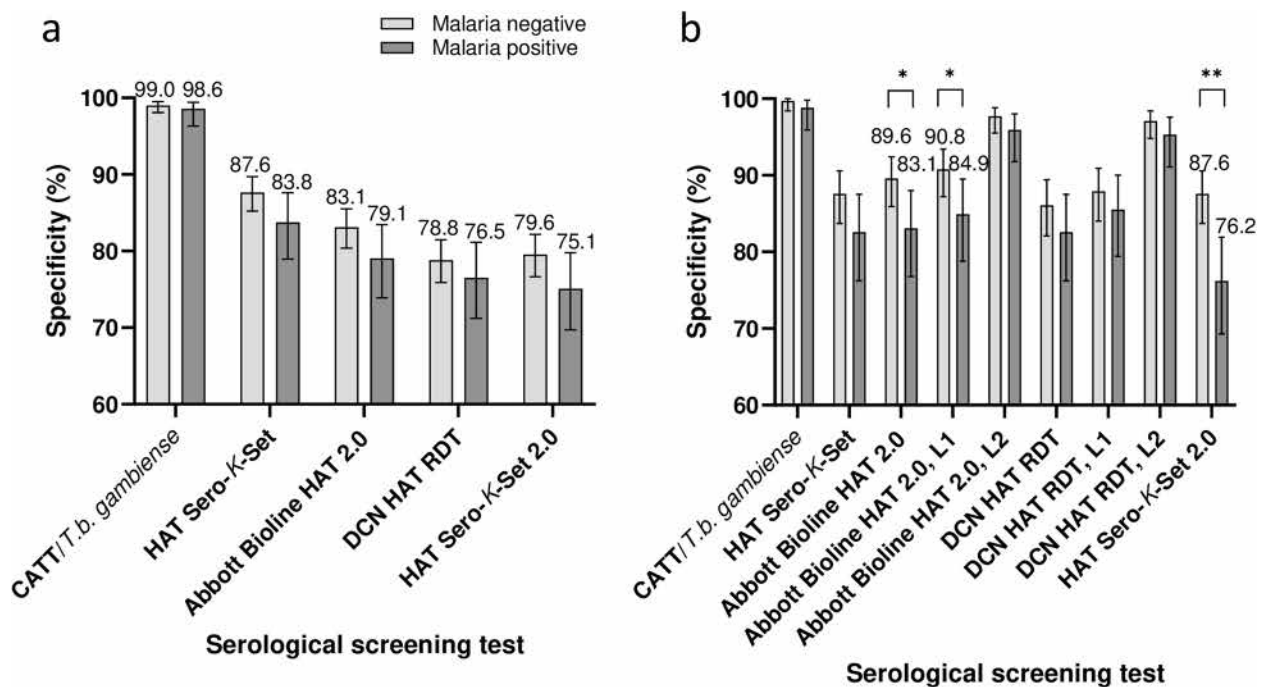 a
Malaria negative
Malaria positive
Specificity (%)
100
90
80
70
60
99.0 98.6
87.6 83.8
83.1 79.1
78.8 76.5
79.6 75.1
CATT/T.b. gambiense
HAT Sero-K-Set
Abbott Bioline HAT 2.0
DCN HAT RDT
HAT Sero-K-Set 2.0
Serological screening test
b
Specificity (%)
100
90
80
70
60
* * **
89.6 83.1
90.8 84.9
87.6 76.2
CATT/T.b. gambiense
HAT Sero-K-Set
Abbott Bioline HAT 2.0
Abbott Bioline HAT 2.0, L1
Abbott Bioline HAT 2.0, L2
DCN HAT RDT
DCN HAT RDT, L1
DCN HAT RDT, L2
HAT Sero-K-Set 2.0
Serological screening test